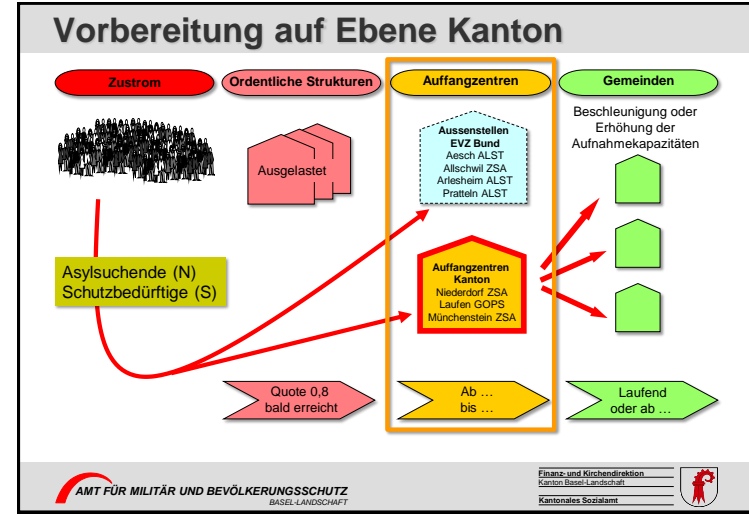 Vorbereitung auf Ebene Kanton
Zustrom
Ordentliche Strukturen
Auffangzentren
Gemeinden
Ausgelastet
Aussenstellen
EVZ Bund
Aesch ALST
Allschwil ZSA
Arlesheim ALST
Pratteln ALST
Beschleunigung oder
Erhöhung der
Aufnahmekapazitäten
Asylsuchende (N)
Schutzbedürftige (S)
Auffangzentren
Kanton
Niederdorf ZSA
Laufen GOPS
Münchenstein ZSA
Quote 0,8
bald erreicht
Ab …
bis …
Laufend
oder ab …
AMT FÜR MILITÄR UND BEVÖLKERUNGSSCHUTZ
BASEL-LANDSCHAFT
Finanz- und Kirchendirektion
Kanton Basel-Landschaft
Kantonales Sozialamt